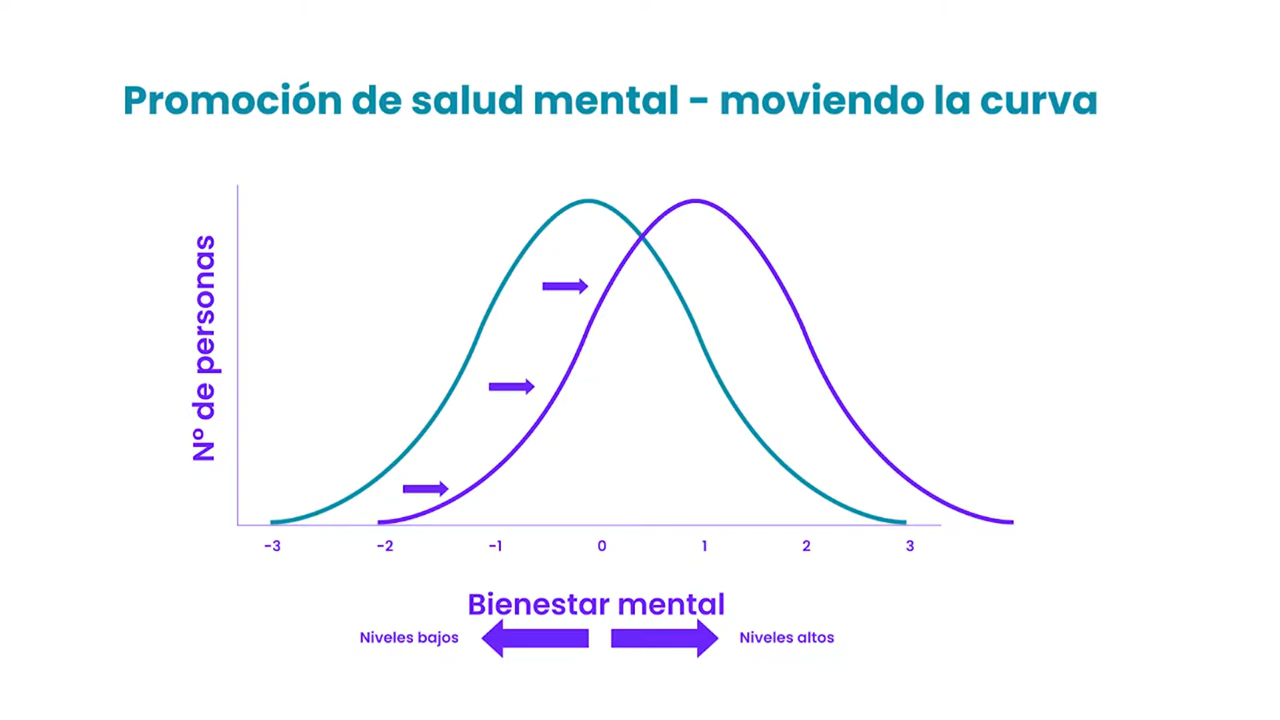 Promoción de salud mental - moviendo la curva
Nº de personas
-3 -2 -1 0 1 2 3
Bienestar mental
Niveles bajos Niveles altos